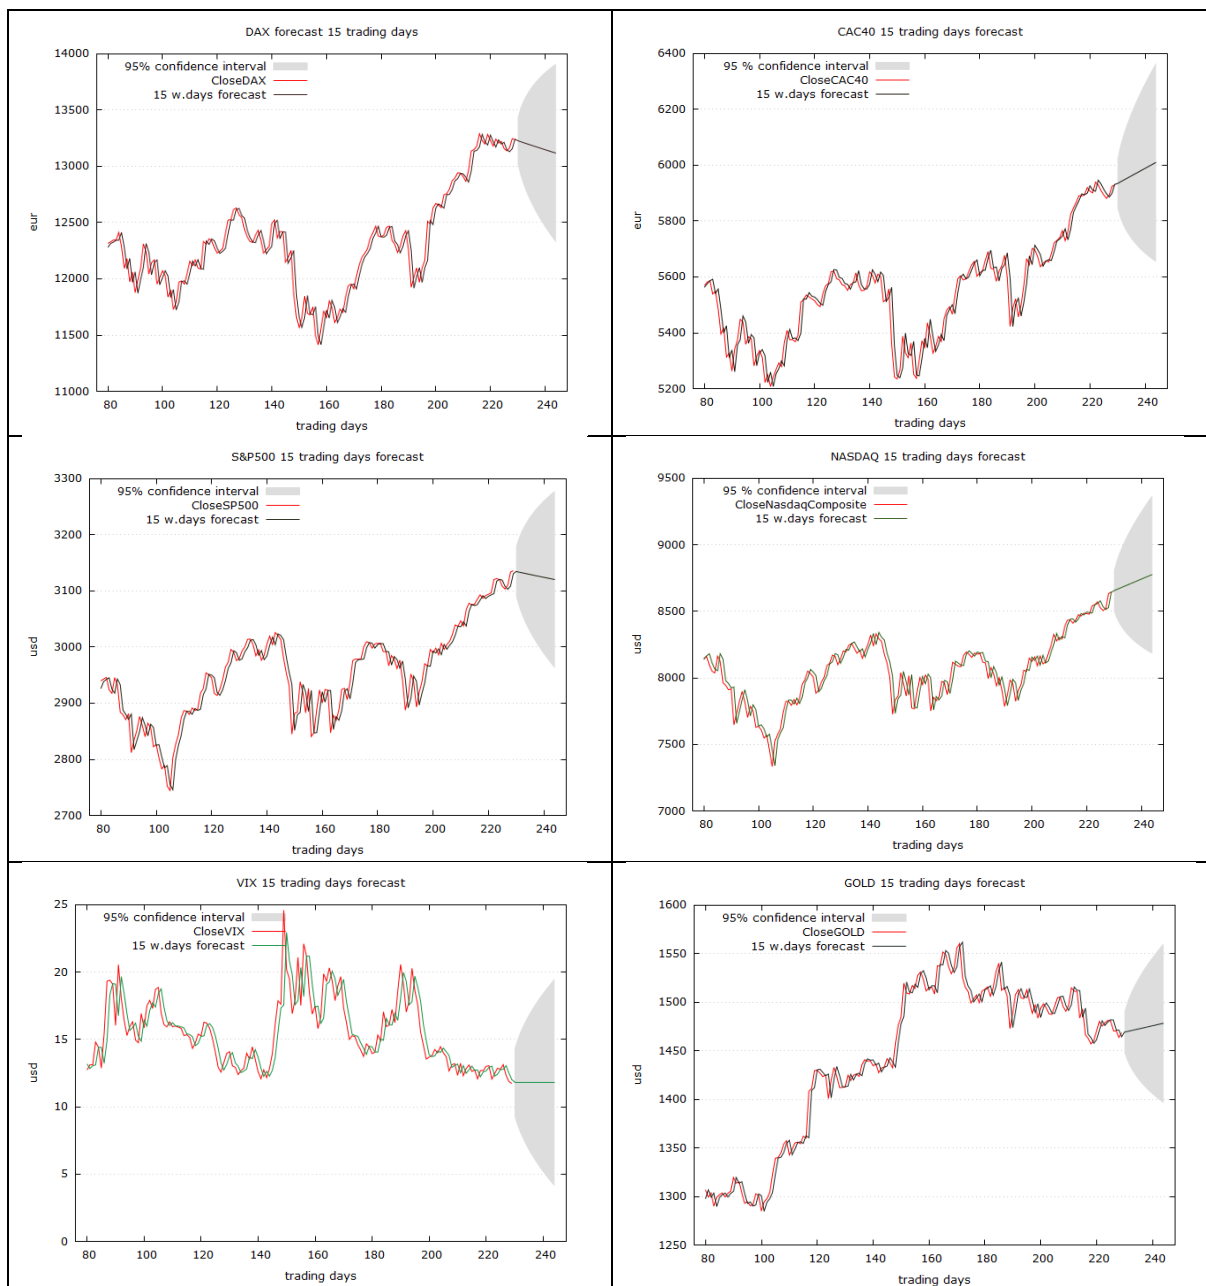 DAX forecast 15 trading days
14000
13500
13000
12500
12000
11500
11000
eur
95% confidence interval
CloseDAX
15 w.days forecast
80 100 120 140 160 180 200 220 240
trading days
CAC40 15 trading days forecast
6400
6200
6000
5800
5600
5400
5200
eur
95 % confidence interval
CloseCAC40
15 w.days forecast
80 100 120 140 160 180 200 220 240
trading days
S&P500 15 trading days forecast
3300
3200
3100
3000
2900
2800
2700
usd
95% confidence interval
CloseSP500
15 w.days forecast
80 100 120 140 160 180 200 220 240
trading days
NASDAQ 15 trading days forecast
9500
9000
8500
8000
7500
7000
usd
95 % confidence interval
CloseNasdaqComposite
15 w.days forecast
80 100 120 140 160 180 200 220 240
trading days
VIX 15 trading days forecast
25
20
15
10
5
0
usd
95% confidence interval
CloseVIX
15 w.days forecast
80 100 120 140 160 180 200 220 240
trading days
GOLD 15 trading days forecast
1600
1550
1500
1450
1400
1350
1300
1250
usd
95% confidence interval
CloseGOLD
15 w.days forecast
80 100 120 140 160 180 200 220 240
trading days